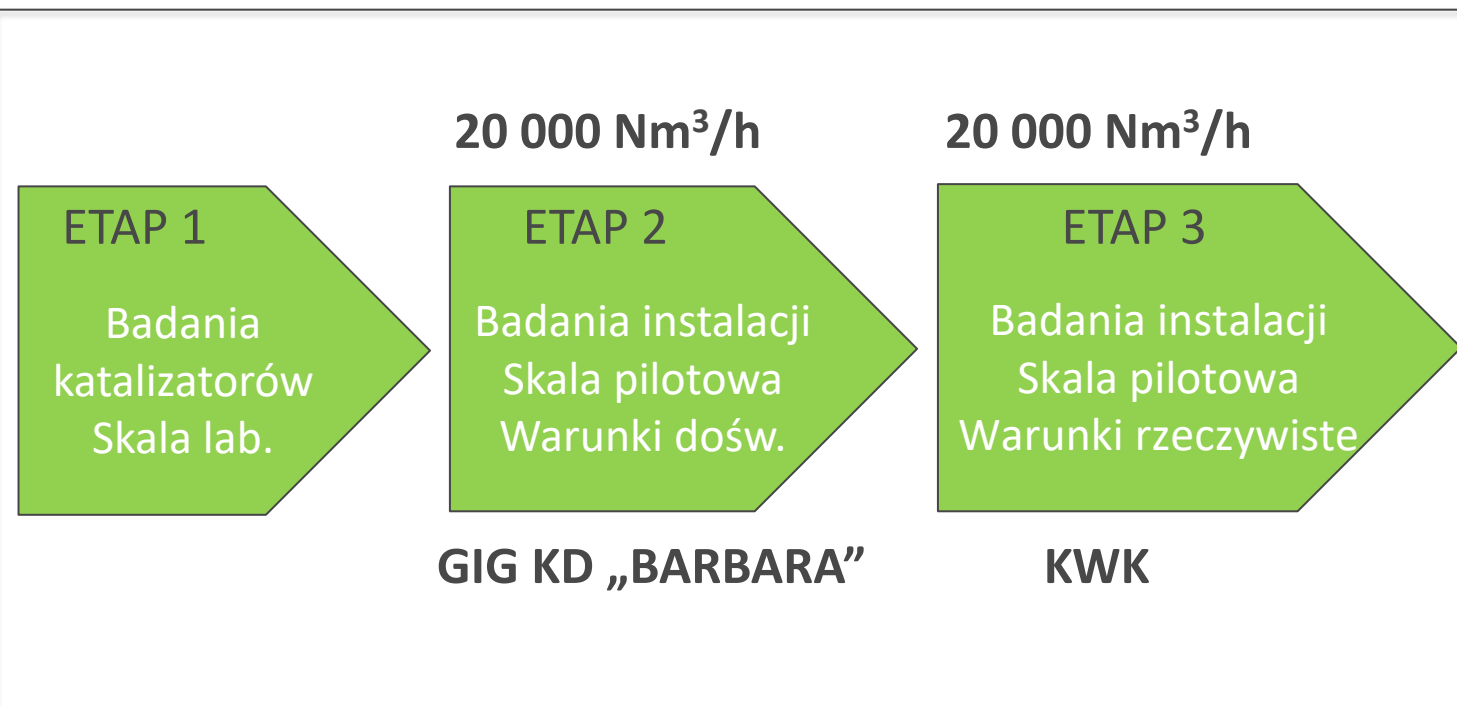 20 000 Nm³/h
20 000 Nm³/h
ETAP 1
Badania
katalizatorów
Skala lab.
ETAP 2
Badania instalacji
Skala pilotowa
Warunki dośw.
ETAP 3
Badania instalacji
Skala pilotowa
Warunki rzeczywiste
GIG KD „BARBARA”
KWK